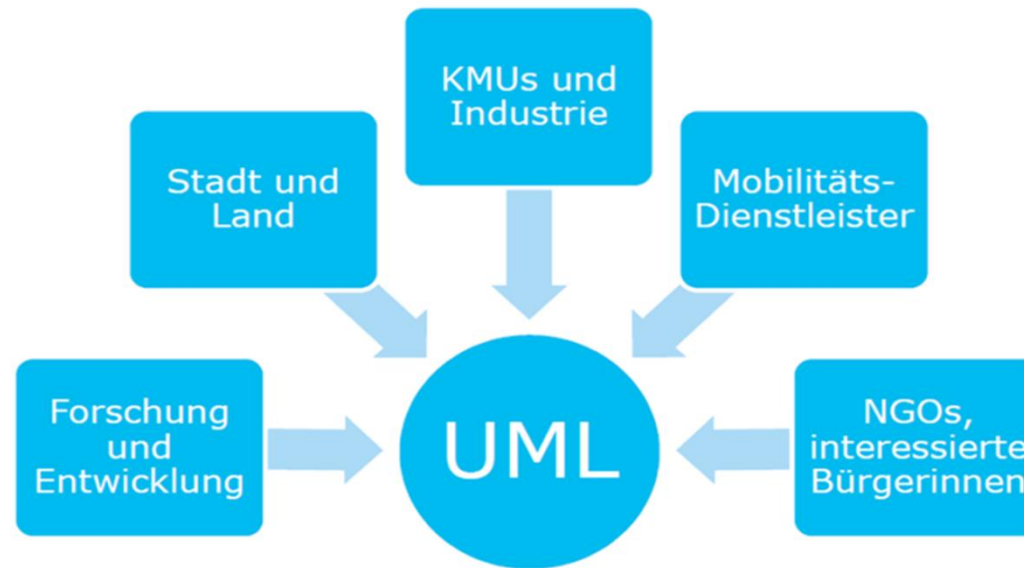 KMUs und
Industrie
Stadt und
Land
Mobilitäts-
Dienstleister
Forschung
und
Entwicklung
UML
NGOs,
interessierte
Bürgerinnen